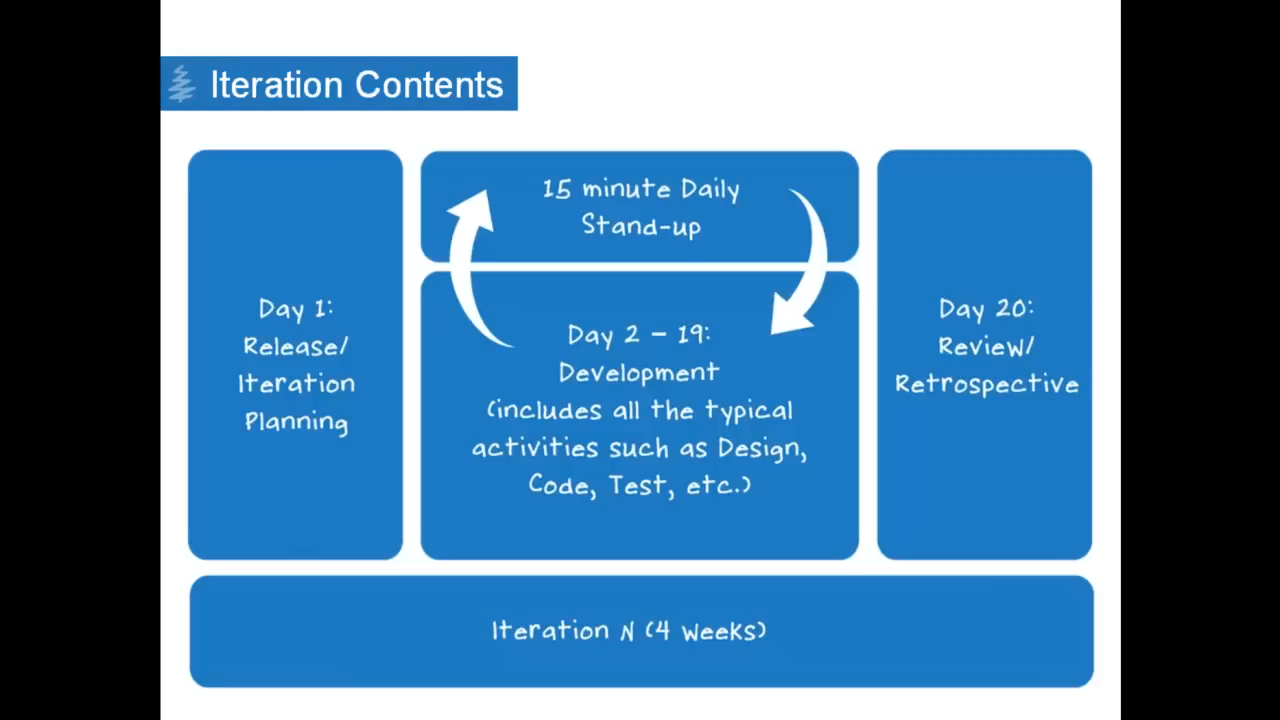 Iteration Contents
15 minute Daily
Stand-up
Day 1:
Release/
Iteration
Planning
Day 2 – 19:
Development
(includes all the typical
activities such as Design,
Code, Test, etc.)
Day 20:
Review/
Retrospective
Iteration N (4 weeks)